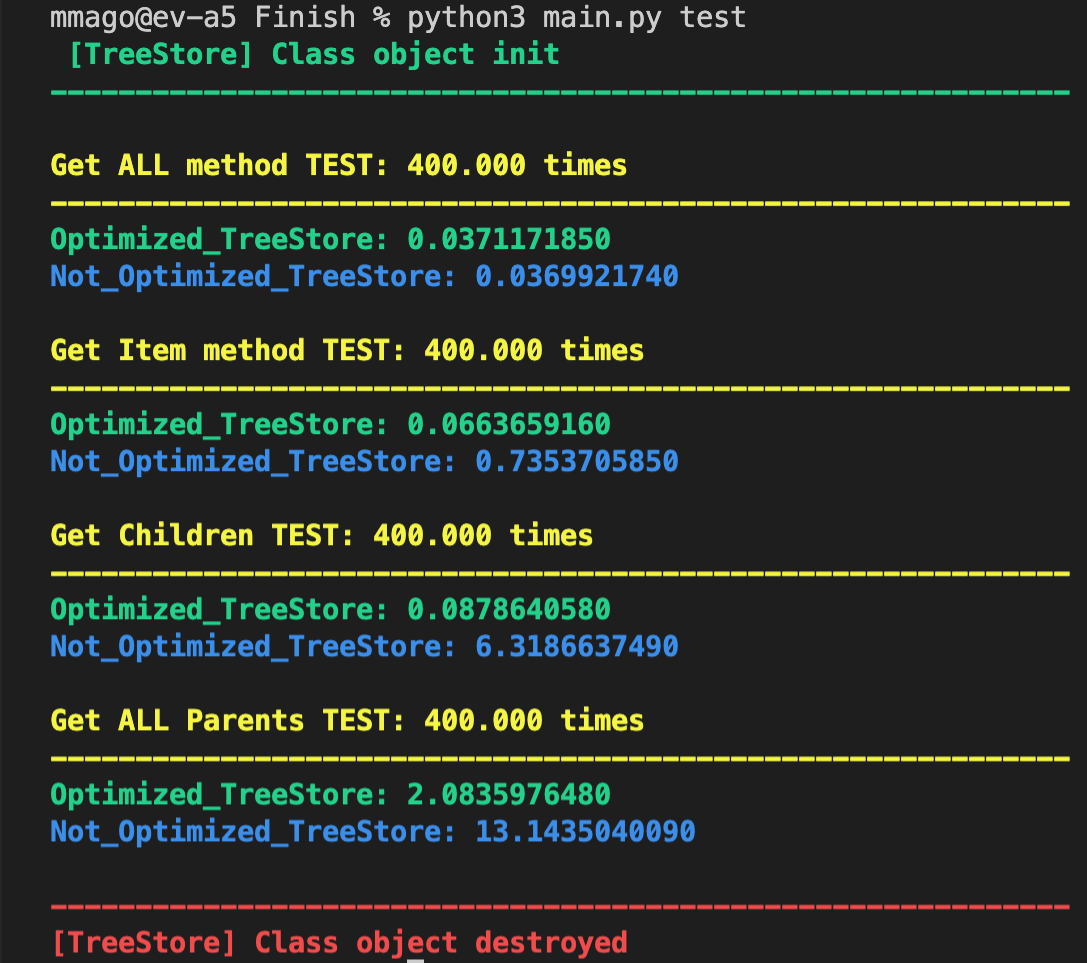 mmago@ev-a5 Finish % python3 main.py test
[TreeStore] Class object init
------------------------------------------------------------
Get ALL method TEST: 400.000 times
------------------------------------------------------------
Optimized_TreeStore: 0.0371171850
Not_Optimized_TreeStore: 0.0369921740
Get Item method TEST: 400.000 times
------------------------------------------------------------
Optimized_TreeStore: 0.0663659160
Not_Optimized_TreeStore: 0.7353705850
Get Children TEST: 400.000 times
------------------------------------------------------------
Optimized_TreeStore: 0.0878640580
Not_Optimized_TreeStore: 6.3186637490
Get ALL Parents TEST: 400.000 times
------------------------------------------------------------
Optimized_TreeStore: 2.0835976480
Not_Optimized_TreeStore: 13.1435040090
------------------------------------------------------------
[TreeStore] Class object destroyed